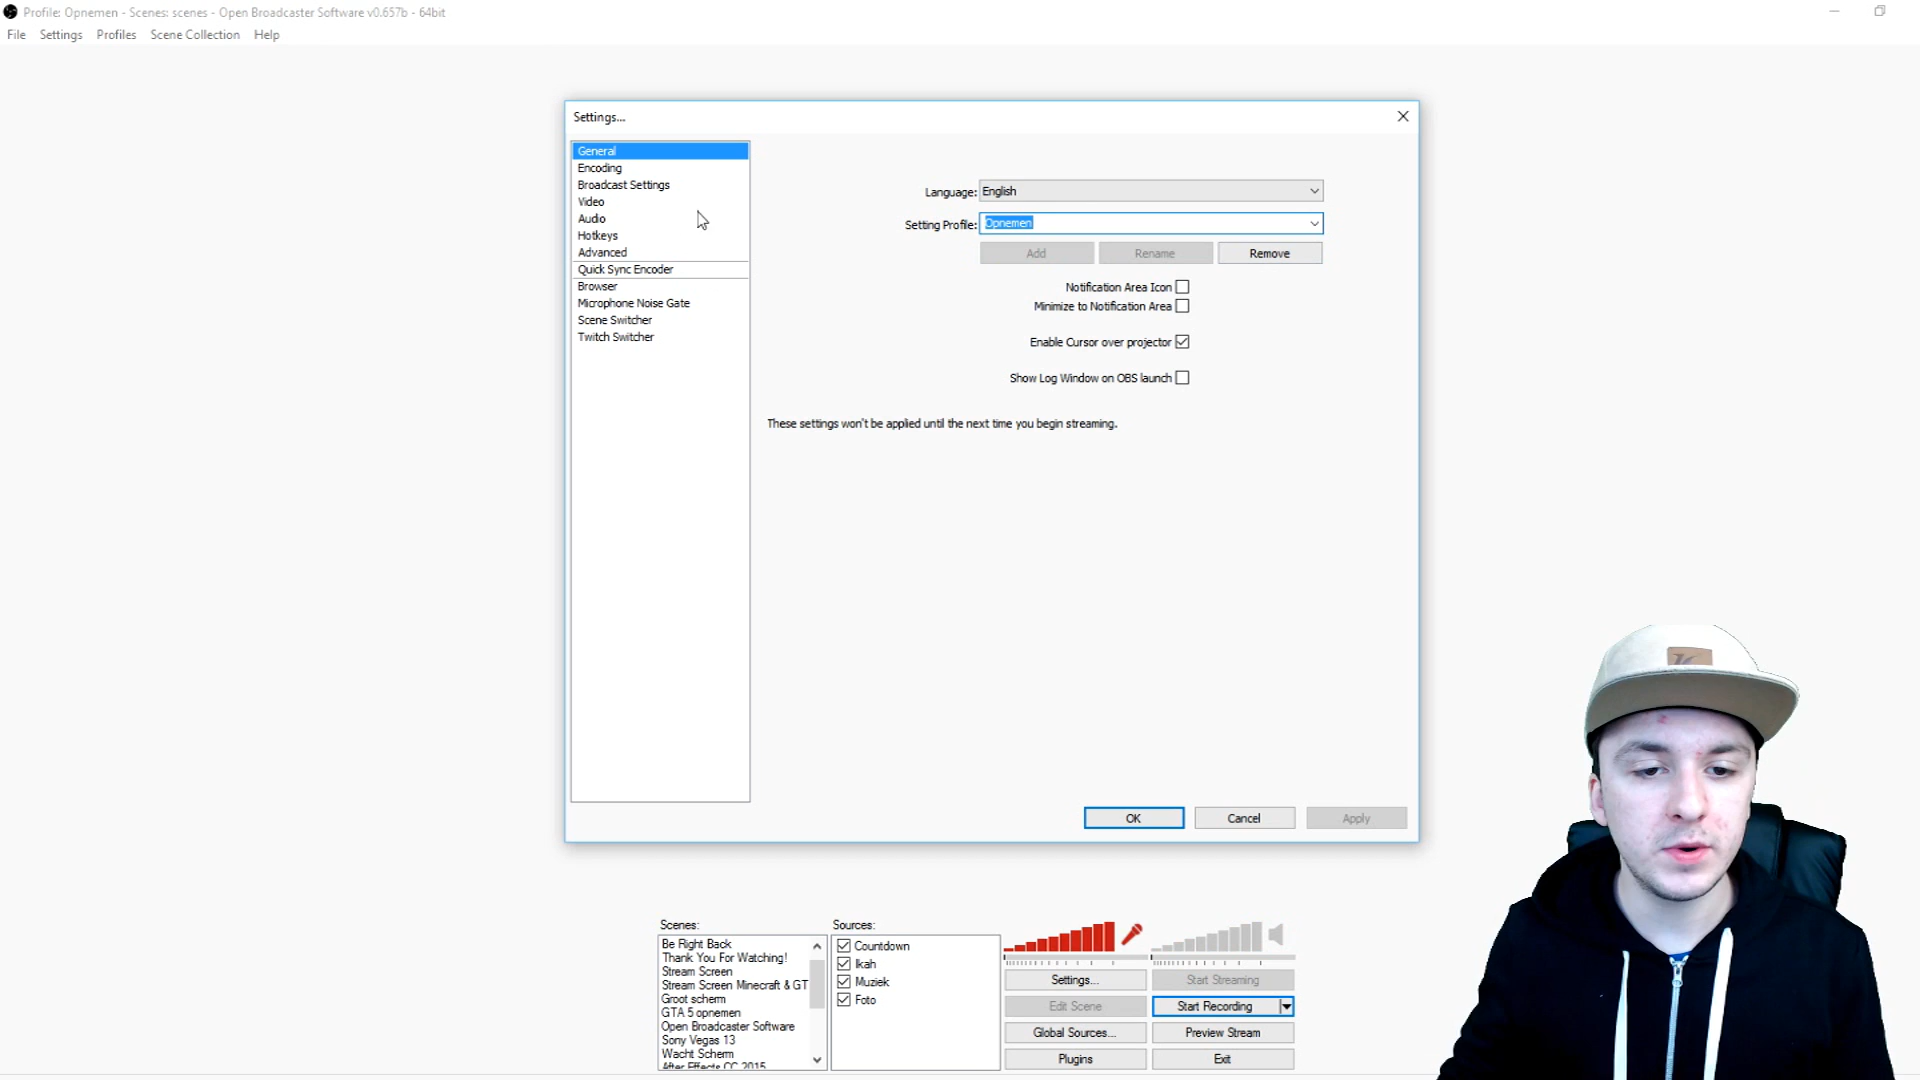 Profile: Opnemen - Scenes: scenes - Open Broadcaster Software v0.657b - 64bit
File Settings Profiles Scene Collection Help
Settings...
General
Encoding
Broadcast Settings
Video
Audio
Hotkeys
Advanced
Quick Sync Encoder
Browser
Microphone Noise Gate
Scene Switcher
Twitch Switcher
Language: English
Setting Profile: Opnemen
Add Rename Remove
Notification Area Icon
Minimize to Notification Area
Enable Cursor over projector
Show Log Window on OBS launch
These settings won't be applied until the next time you begin streaming.
OK Cancel Apply
Scenes:
Be Right Back
Thank You For Watching!
Stream Screen
Stream Screen Minecraft & GT
Groot scherm
GTA 5 opnemen
Open Broadcaster Software
Sony Vegas 13
Wacht Scherm
After Effects CC 2015
Sources:
Countdown
Ikah
Muziek
Foto
Settings... Start Streaming
Edit Scene Start Recording
Global Sources... Preview Stream
Plugins Exit